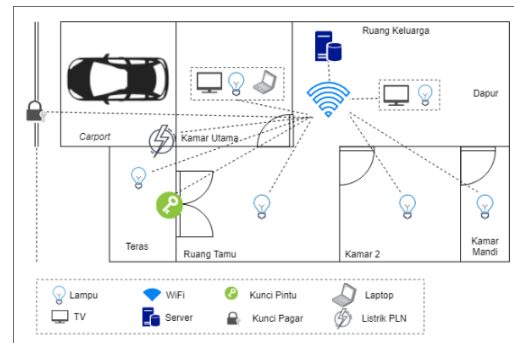 Ruang Keluarga
Dapur
Carport
Kamar Utama
Teras
Ruang Tamu
Kamar 2
Kamar
Mandi
Lampu
WiFi
Kunci Pintu
Laptop
TV
Server
Kunci Pagar
Listrik PLN